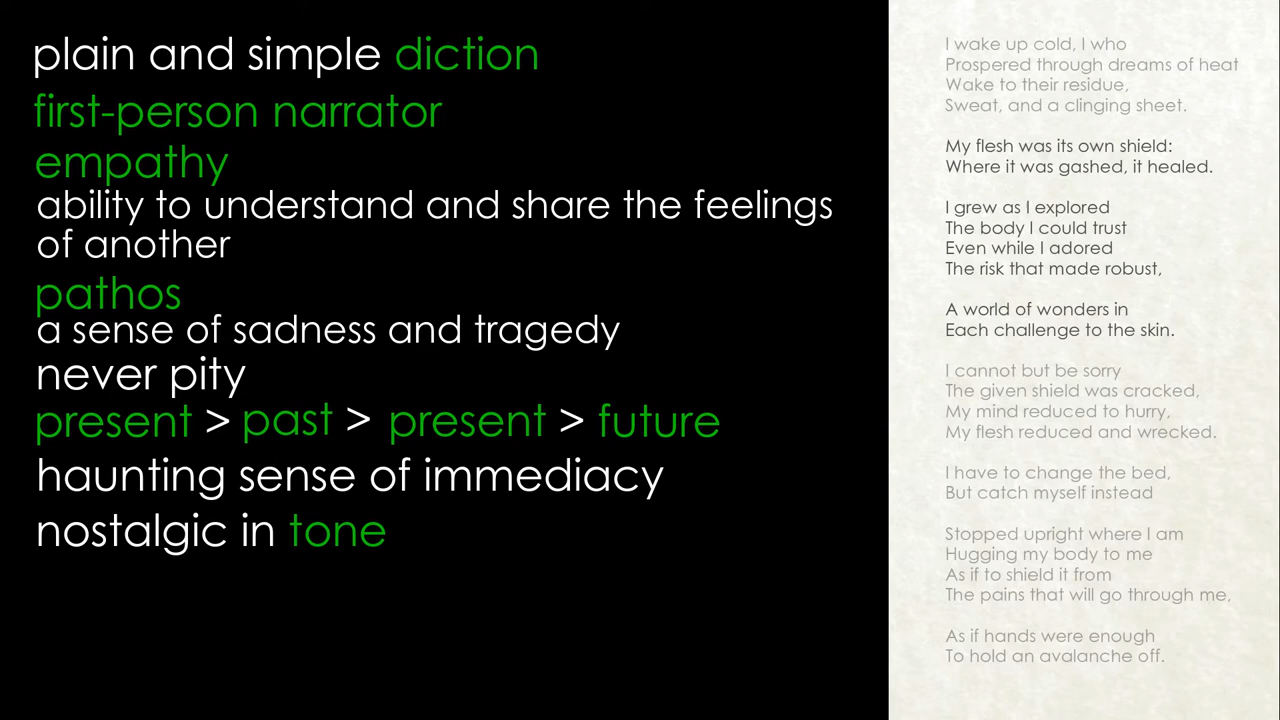 plain and simple diction
first-person narrator
empathy
ability to understand and share the feelings
of another
pathos
a sense of sadness and tragedy
never pity
present > past > present > future
haunting sense of immediacy
nostalgic in tone
I wake up cold, I who
Prospered through dreams of heat
Wake to their residue,
Sweat, and a clinging sheet.
My flesh was its own shield:
Where it was gashed, it healed.
I grew as I explored
The body I could trust
Even while I adored
The risk that made robust,
A world of wonders in
Each challenge to the skin.
I cannot but be sorry
The given shield was cracked,
My mind reduced to hurry,
My flesh reduced and wrecked.
I have to change the bed,
But catch myself instead
Stopped upright where I am
Hugging my body to me
As if to shield it from
The pains that will go through me,
As if hands were enough
To hold an avalanche off.